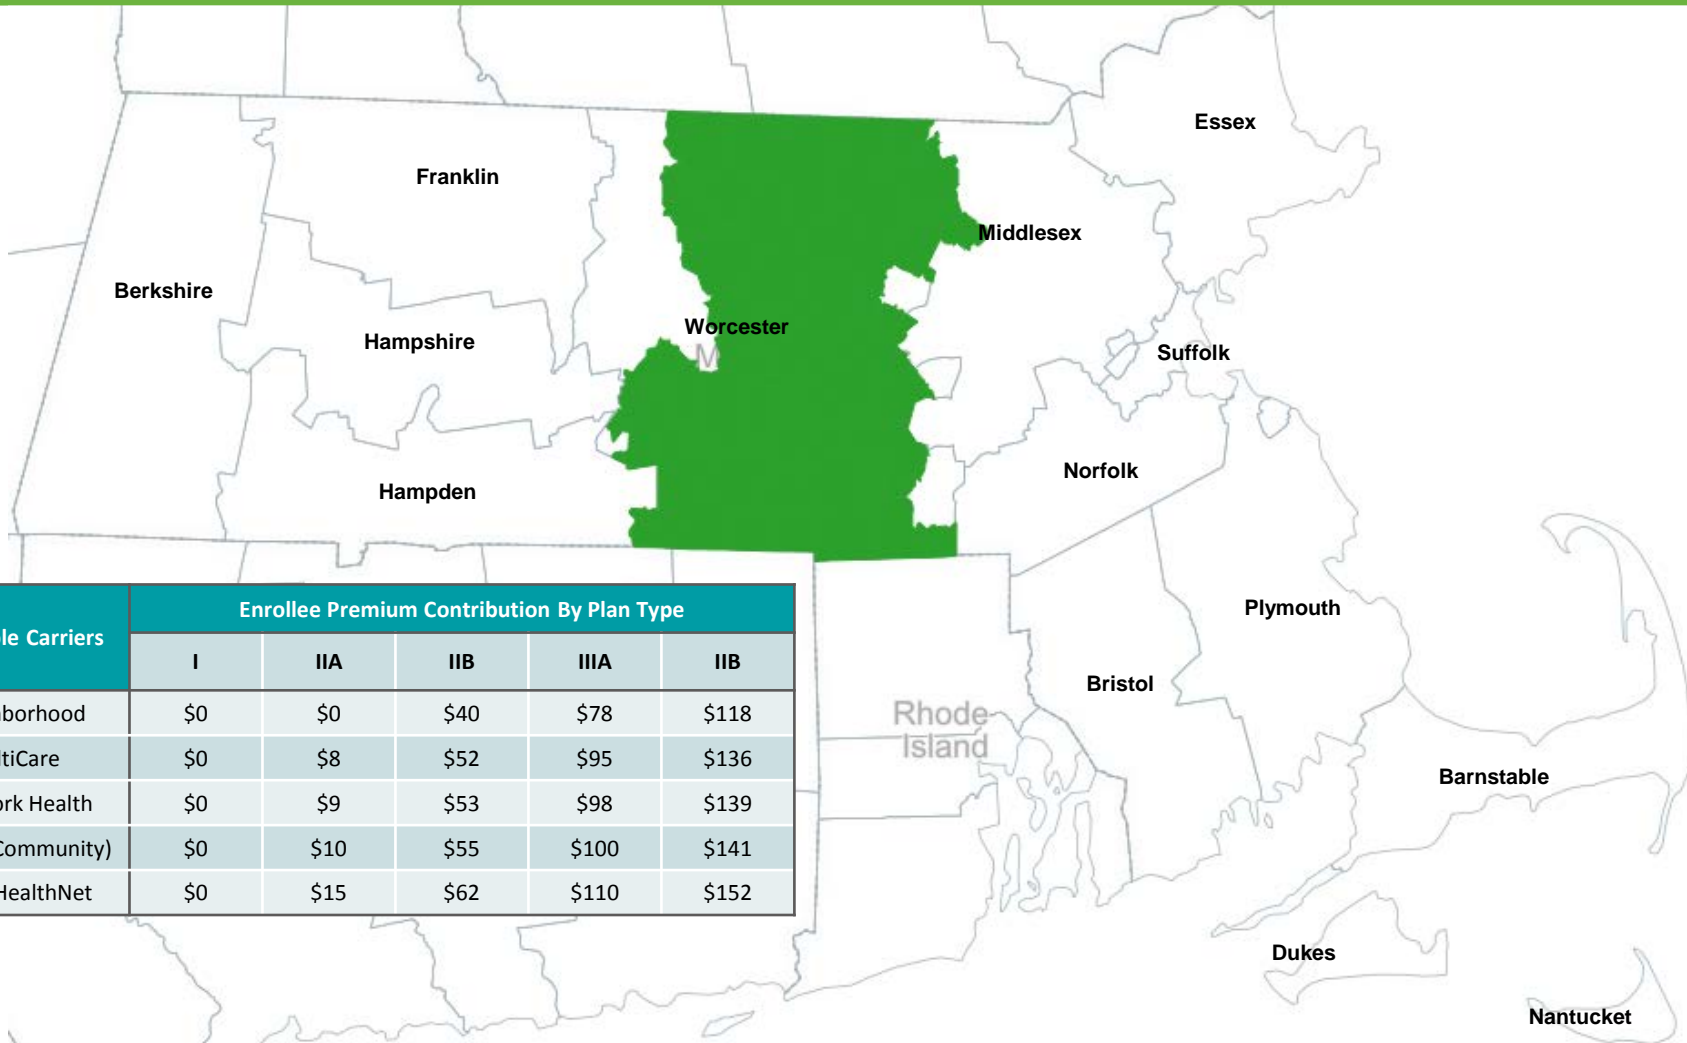 Essex
Franklin
Middlesex
Berkshire
Worcester
Hampshire
M
Suffolk
Norfolk
Hampden
Plymouth
Bristol
Rhode
Island
Barnstable
Dukes
Nantucket
le Carriers Enrollee Premium Contribution By Plan Type
I IIA IIB IIIA IIB
borhood $0 $0 $40 $78 $118
ltiCare $0 $8 $52 $95 $136
ork Health $0 $9 $53 $98 $139
Community) $0 $10 $55 $100 $141
HealthNet $0 $15 $62 $110 $152